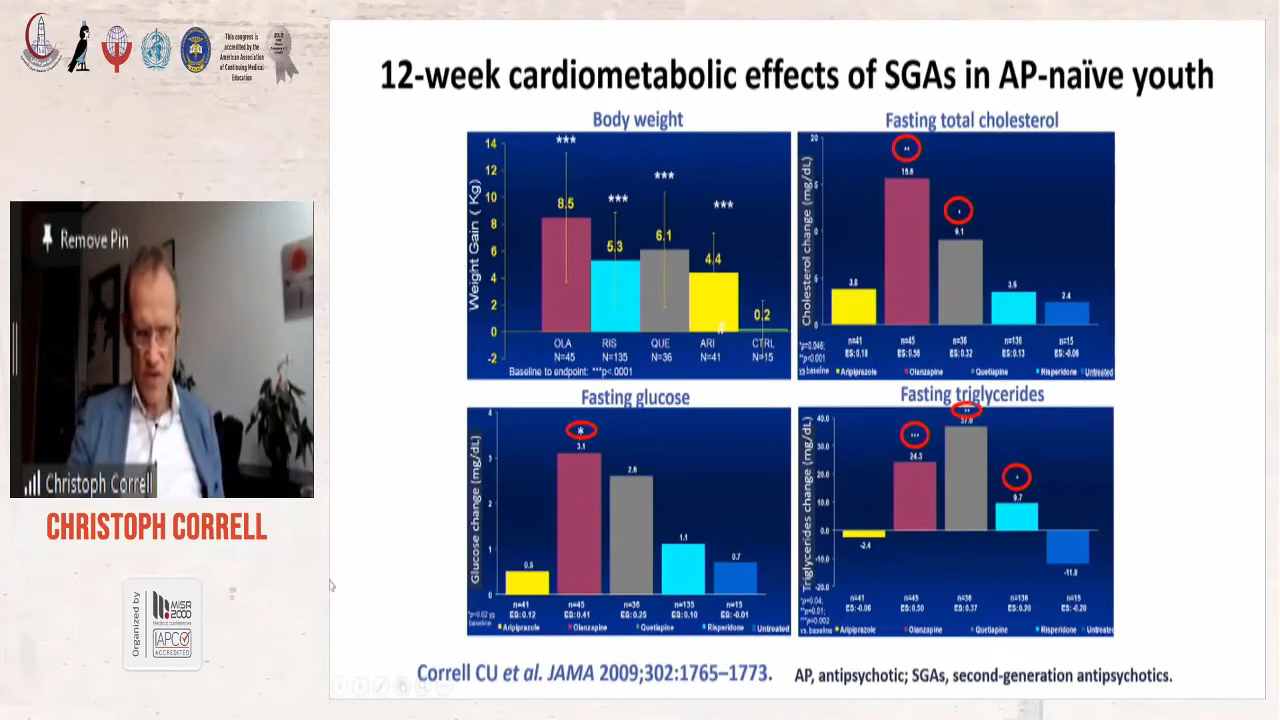 This congress is
accredited by the
American Association
of Continuing Medical
Education
12-week cardiometabolic effects of SGAs in AP-naïve youth
Remove Pin
Christoph Correll
CHRISTOPH CORRELL
Organized by
MISR
2000
Medical conferences
IAPCO
ACCREDITED
Body weight
Weight Gain ( Kg)
14
12
10
8
6
4
2
0
-2
***
***
***
***
8.5
5.3
6.1
4.4
0.2
#
OLA RIS QUE ARI CTRL
N=45 N=135 N=36 N=41 N=15
Baseline to endpoint: ***p<.0001
Fasting total cholesterol
Cholesterol change (mg/dL)
20
5
0
5
0
**
*
3.8
15.6
9.1
3.6
2.4
n=41 n=45 n=36 n=136 n=15
ES:0.18 ES:0.56 ES:0.32 ES:0.13 ES:-0.06
*p=0.046;
**p<0.001
vs baseline
Aripiprazole Olanzapine Quetiapine Risperidone Untreated
Fasting glucose
Glucose change (mg/dL)
4
3
2
1
0
*
0.5
3.1
2.6
1.1
0.7
n=41 n=45 n=36 n=135 n=15
ES:0.12 ES:0.41 ES:0.25 ES:0.10 ES:-0.01
*p=0.02 vs
baseline
Aripiprazole Olanzapine Quetiapine Risperidone Untreated
Fasting triglycerides
Triglycerides change (mg/dL)
40.0
30.0
20.0
10.0
0.0
-10.0
-20.0
***
**
*
-2.4
24.3
37.0
9.7
-11.8
n=41 n=45 n=36 n=136 n=15
ES:-0.06 ES:0.50 ES:0.37 ES:0.20 ES:-0.20
*p=0.04;
**p=0.01;
***p=0.002
vs. baseline
Aripiprazole Olanzapine Quetiapine Risperidone Untreated
Correll CU et al. JAMA 2009;302:1765–1773.
AP, antipsychotic; SGAs, second-generation antipsychotics.